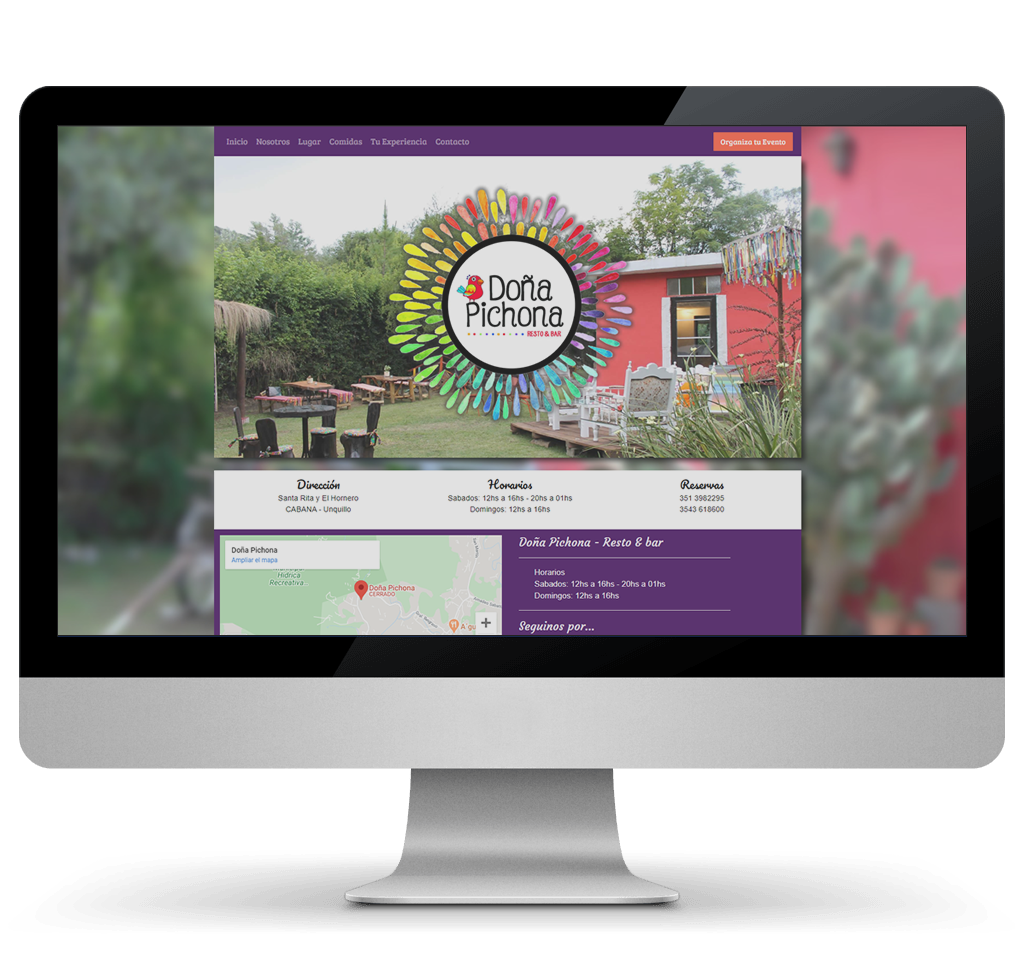 Inicio Nosotros Lugar Comidas Tu Experiencia Contacto Organiza tu Evento
Doña
Pichona
RESTO & BAR
Dirección
Santa Rita y El Hornero
CABANA - Unquillo
Horarios
Sabados: 12hs a 16hs - 20hs a 01hs
Domingos: 12hs a 16hs
Reservas
351 3982295
3543 618600
Doña Pichona
Ampliar el mapa
Hídrica
Recreativa
Doña Pichona
CERRADO
A gu
Doña Pichona - Resto & bar
Horarios
Sabados: 12hs a 16hs - 20hs a 01hs
Domingos: 12hs a 16hs
Seguinos por...